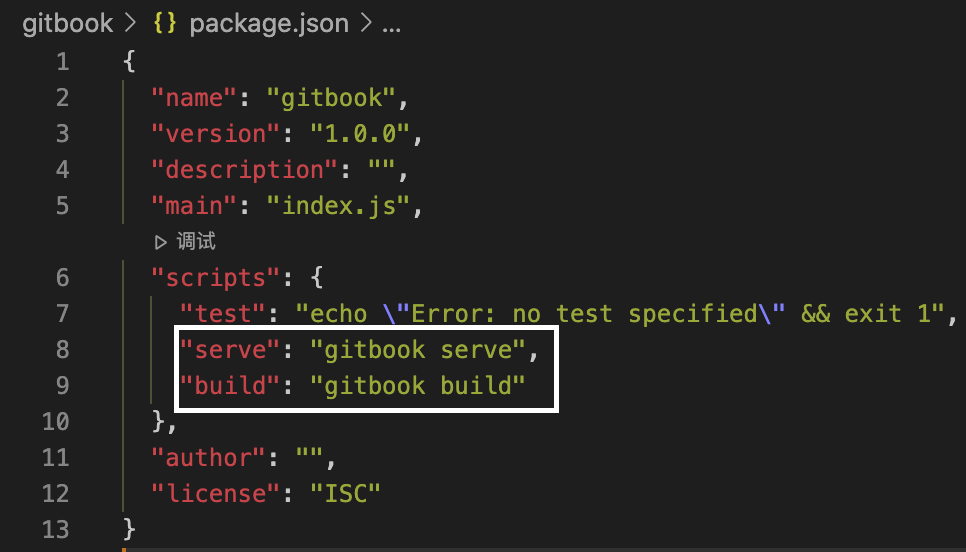 gitbook > {} package.json > ...
1 {
2 "name": "gitbook",
3 "version": "1.0.0",
4 "description": "",
5 "main": "index.js",
调试
6 "scripts": {
7 "test": "echo \"Error: no test specified\" && exit 1",
8 "serve": "gitbook serve",
9 "build": "gitbook build"
10 },
11 "author": "",
12 "license": "ISC"
13 }